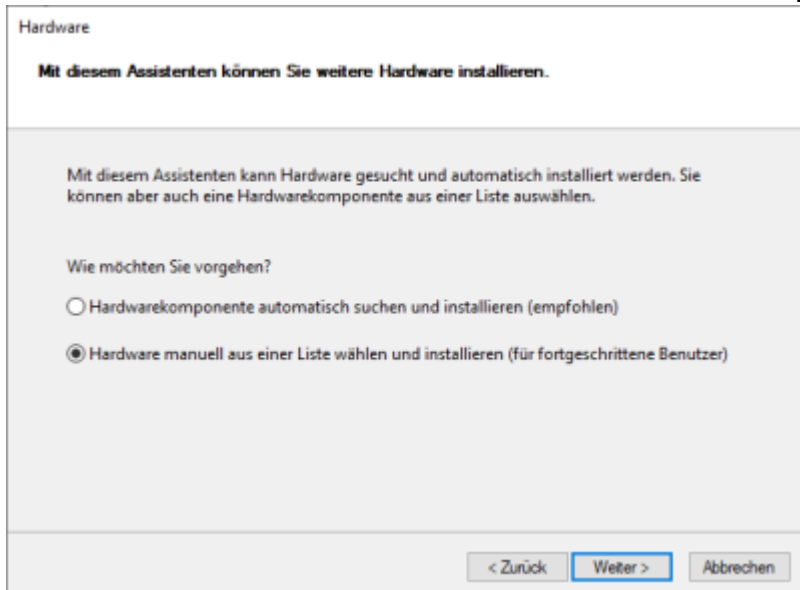 Hardware
Mit diesem Assistenten können Sie weitere Hardware installieren.
Mit diesem Assistenten kann Hardware gesucht und automatisch installiert werden. Sie
können aber auch eine Hardwarekomponente aus einer Liste auswählen.
Wie möchten Sie vorgehen?
Hardwarekomponente automatisch suchen und installieren (empfohlen)
Hardware manuell aus einer Liste wählen und installieren (für fortgeschrittene Benutzer)
< Zurück Weiter > Abbrechen